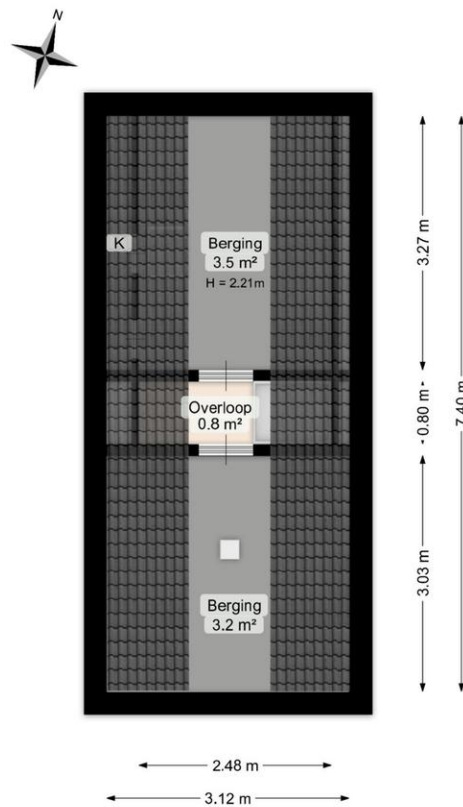 N
K
Berging
3.5 m²
H = 2.21m
3.27 m
Overloop
0.8 m²
0.80 m
7.40 m
Berging
3.2 m²
3.03 m
2.48 m
3.12 m